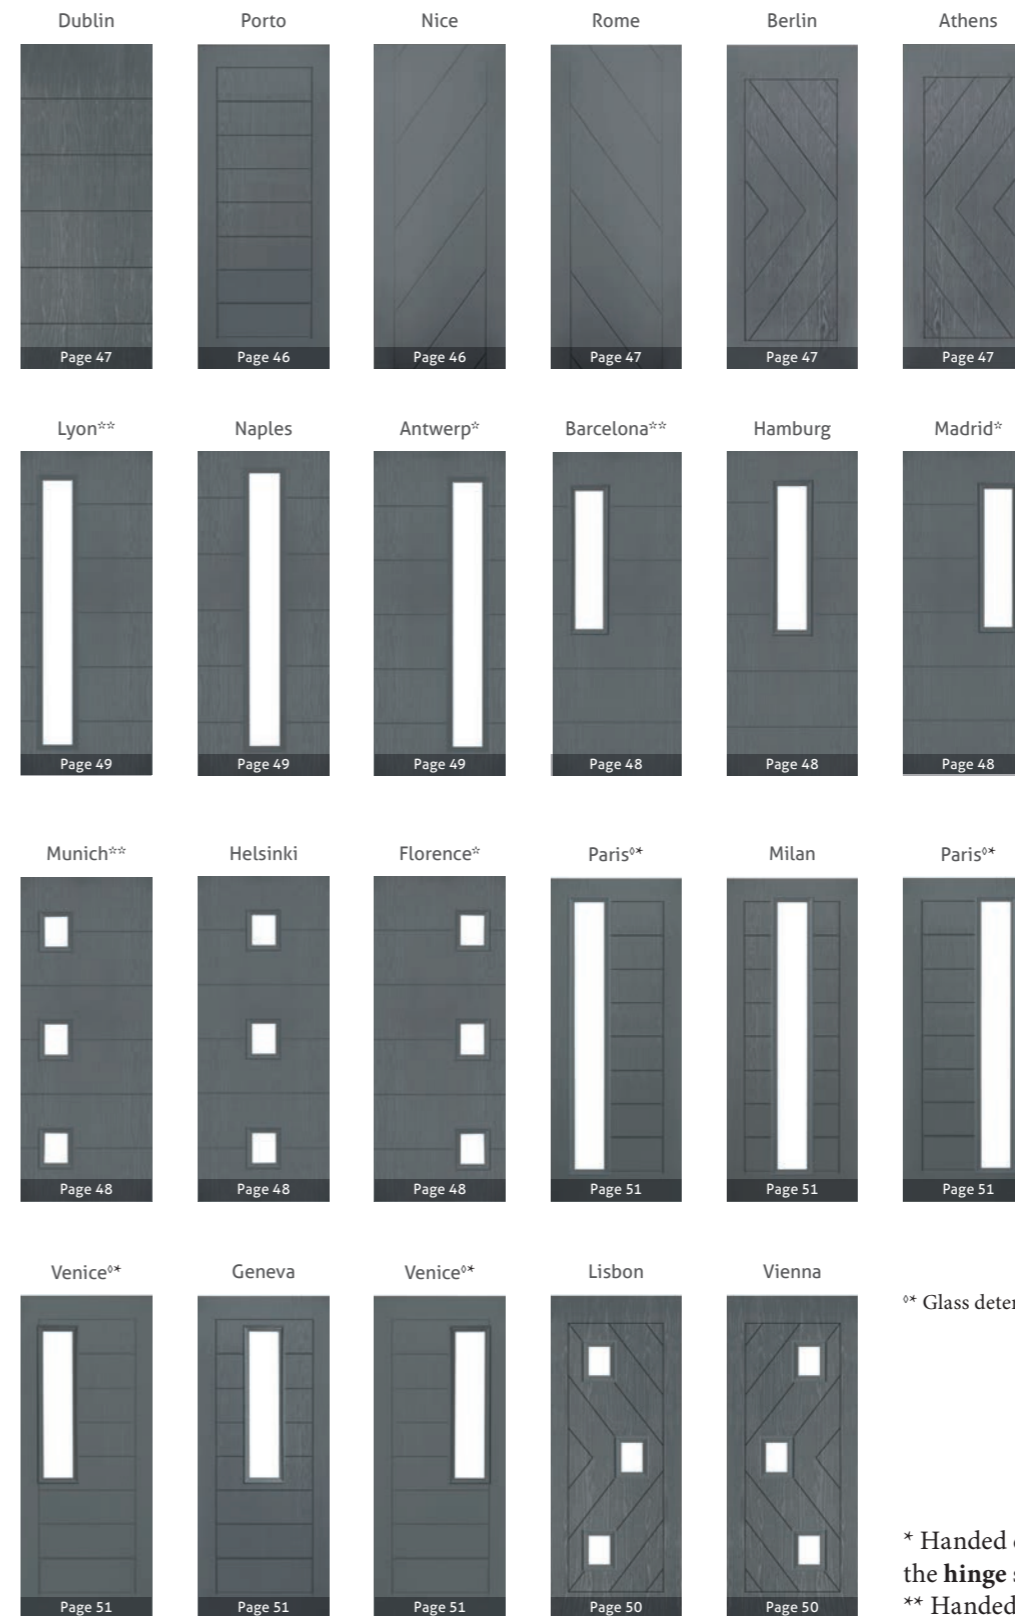 Dublin Porto Nice Rome Berlin Athens
Page 47 Page 46 Page 46 Page 47 Page 47 Page 47
Lyon** Naples Antwerp* Barcelona** Hamburg Madrid*
Page 49 Page 49 Page 49 Page 48 Page 48 Page 48
Munich** Helsinki Florence* Paris◊* Milan Paris◊*
Page 48 Page 48 Page 48 Page 51 Page 51 Page 51
Venice◊* Geneva Venice◊* Lisbon Vienna
◊* Glass deter
Page 51 Page 51 Page 51 Page 50 Page 50
* Handed
the hinge
** Handed